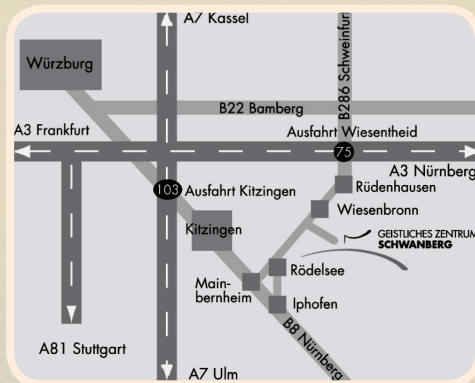 A7 Kassel
B286 Schweinfurt
Würzburg
B22 Bamberg
A3 Frankfurt
Ausfahrt Wiesentheid
75
A3 Nürnberg
Rüdenhausen
103
Ausfahrt Kitzingen
Wiesenbronn
Kitzingen
GEISTLICHES ZENTRUM
SCHWANBERG
Rödelsee
Main-
bernheim
Iphofen
B8 Nürnberg
A81 Stuttgart
A7 Ulm